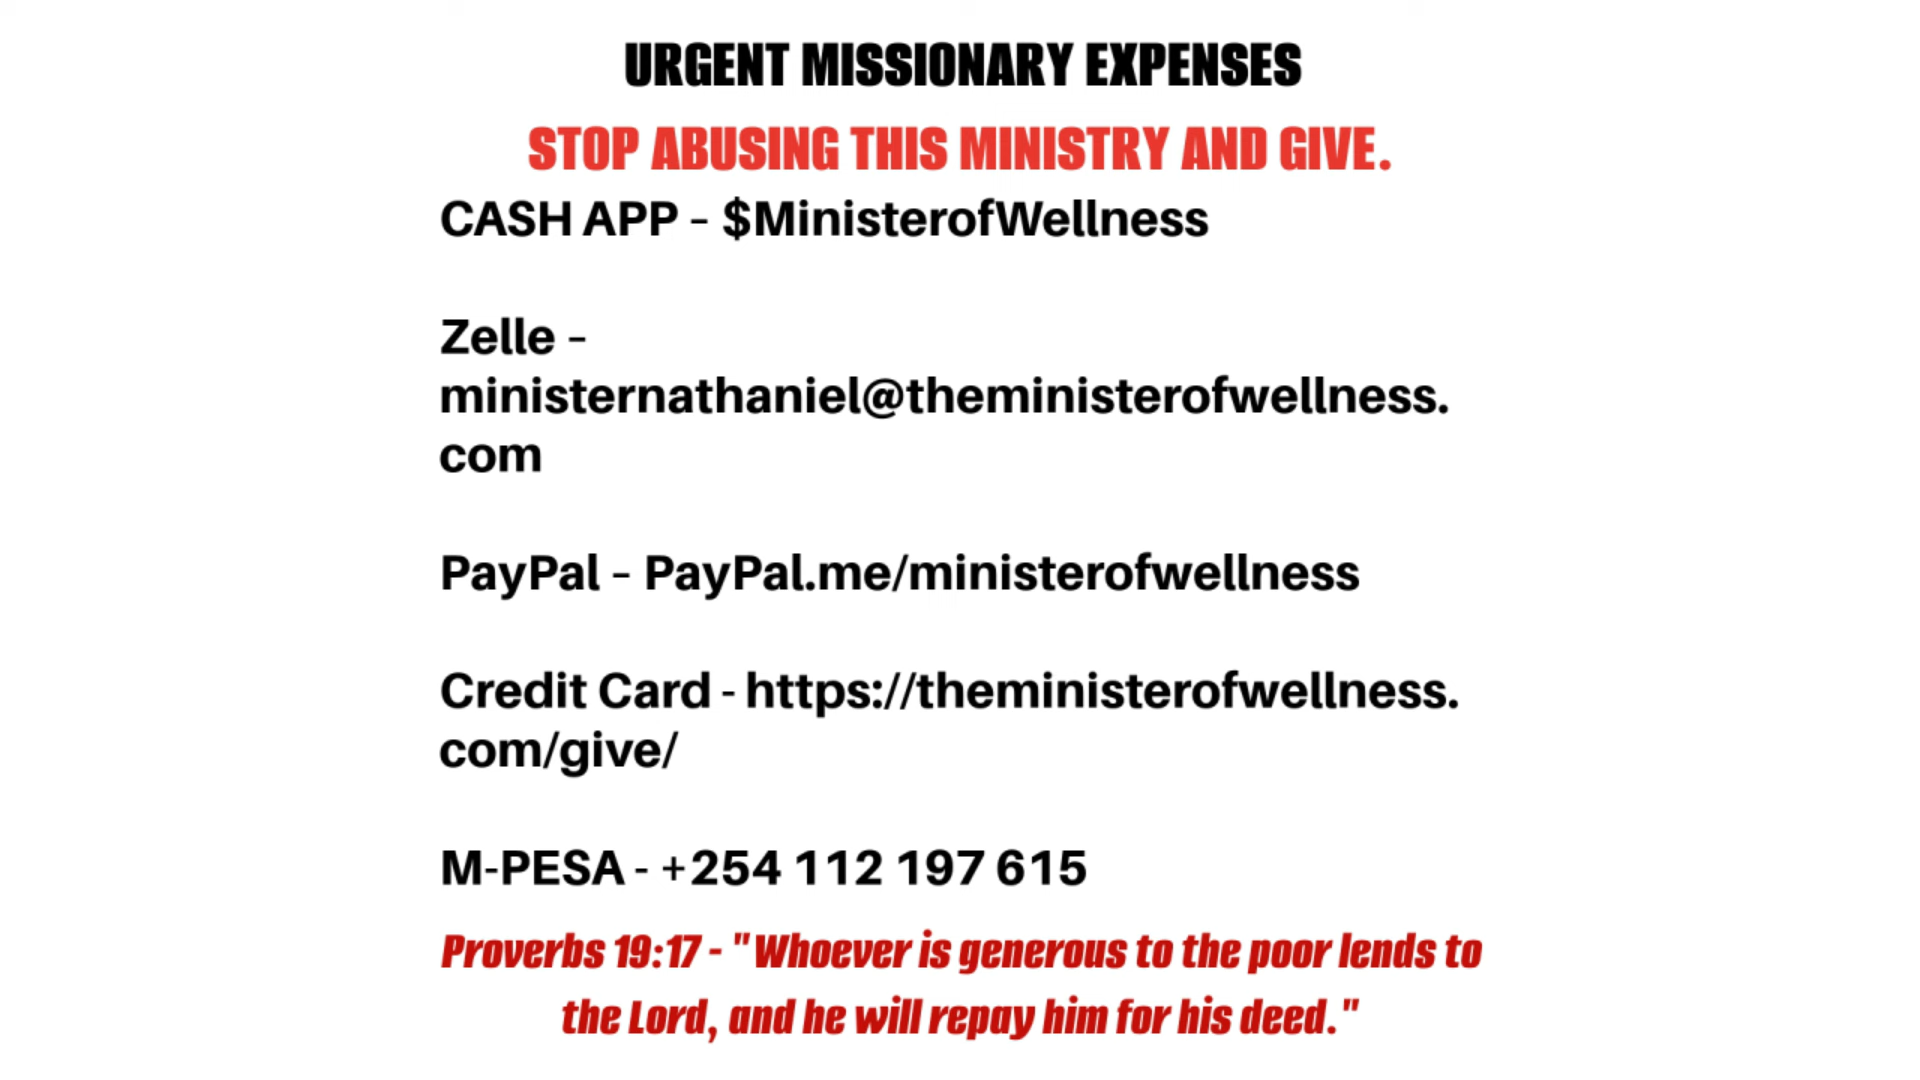 URGENT MISSIONARY EXPENSES
STOP ABUSING THIS MINISTRY AND GIVE.
CASH APP – $MinisterofWellness
Zelle –
ministernathaniel@theministerofwellness.
com
PayPal – PayPal.me/ministerofwellness
Credit Card - https://theministerofwellness.
com/give/
M-PESA - +254 112 197 615
Proverbs 19:17 - "Whoever is generous to the poor lends to
the Lord, and he will repay him for his deed."